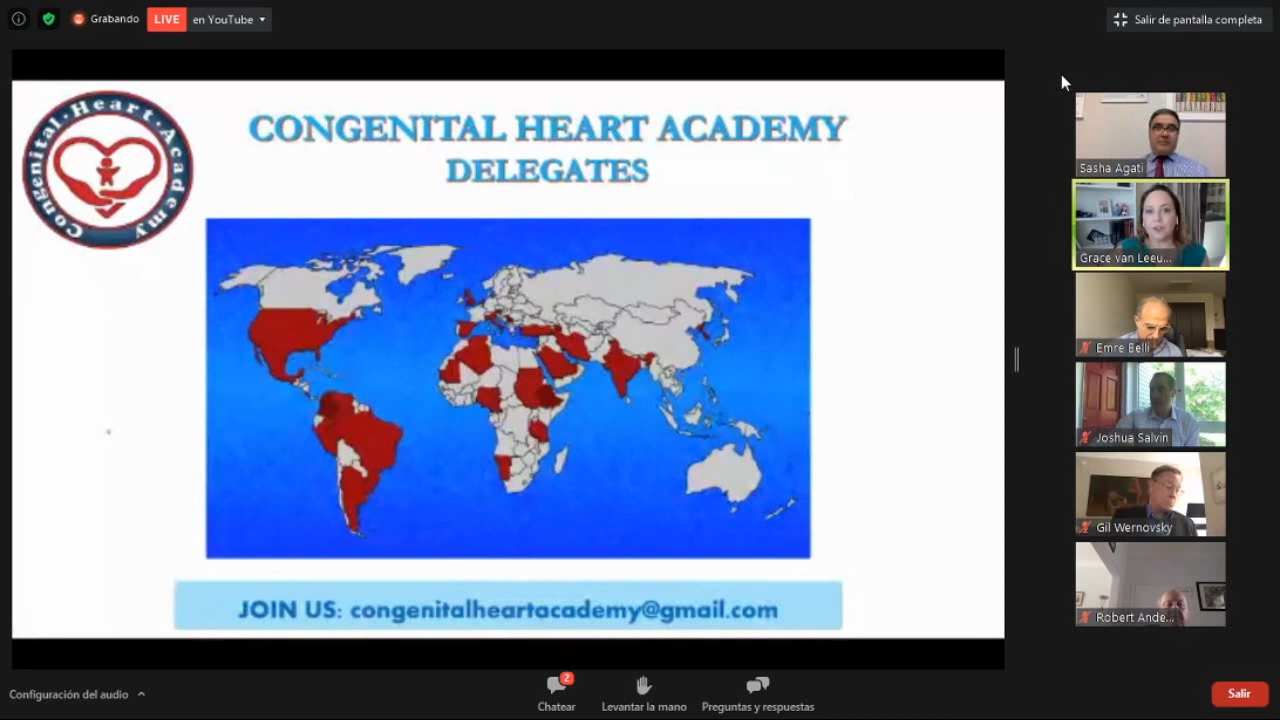 Grabando
LIVE
en YouTube
Salir de pantalla completa
Congenital·Heart·Academy
CONGENITAL HEART ACADEMY
DELEGATES
JOIN US: congenitalheartacademy@gmail.com
Sasha Agati
Grace van Leeu...
Emre Belli
Joshua Salvin
Gil Wernovsky
Robert Ande...
Configuración del audio
2
Chatear
Levantar la mano
Preguntas y respuestas
Salir